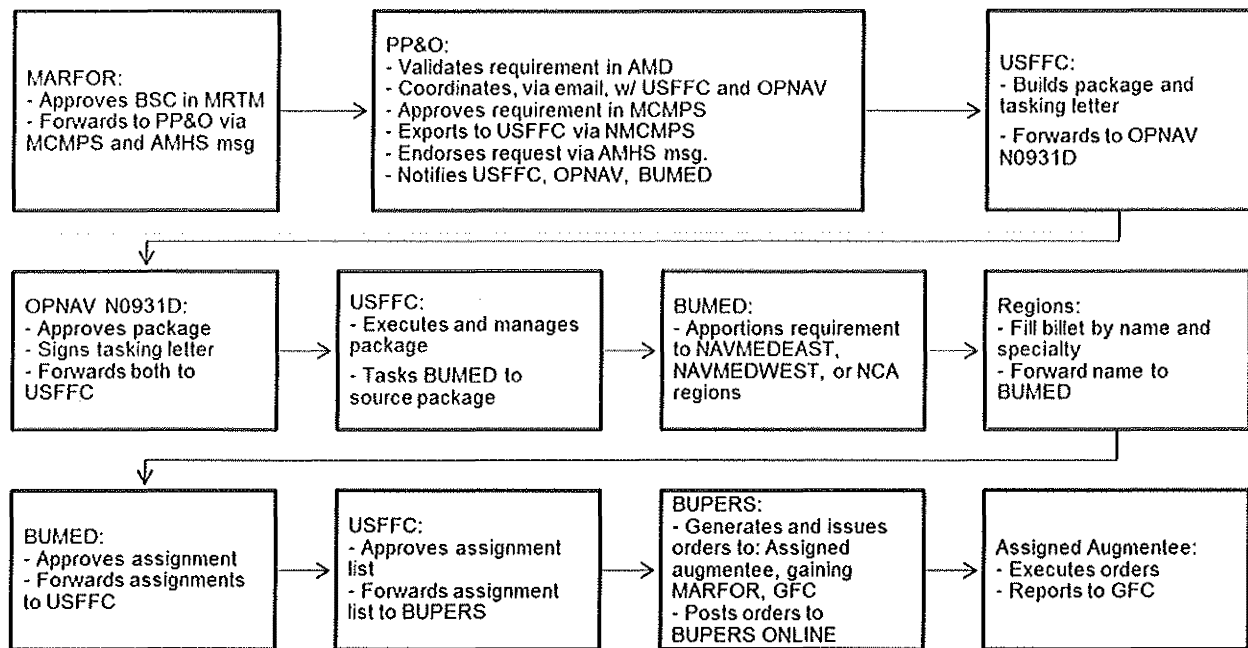 MARFOR:
- Approves BSC in MRTM
- Forwards to PP&O via
MCMPS and AMHS msg
PP&O:
- Validates requirement in AMD
- Coordinates, via email, w/ USFFC and OPNAV
- Approves requirement in MCMPS
- Exports to USFFC via NMCMPS
- Endorses request via AMHS msg.
- Notifies USFFC, OPNAV, BUMED
USFFC:
- Builds package and
tasking letter
- Forwards to OPNAV
N0931D
OPNAV N0931D:
- Approves package
- Signs tasking letter
- Forwards both to
USFFC
USFFC:
- Executes and manages
package
- Tasks BUMED to
source package
BUMED:
- Apportions requirement
to NAVMEDEAST,
NAVMEDWEST, or NCA
regions
Regions:
- Fill billet by name and
specialty
- Forward name to
BUMED
BUMED:
- Approves assignment
- Forwards assignments
to USFFC
USFFC:
- Approves assignment
list
- Forwards assignment
list to BUPERS
BUPERS:
- Generates and issues
orders to: Assigned
augmentee, gaining
MARFOR, GFC
- Posts orders to
BUPERS ONLINE
Assigned Augmentee:
- Executes orders
- Reports to GFC